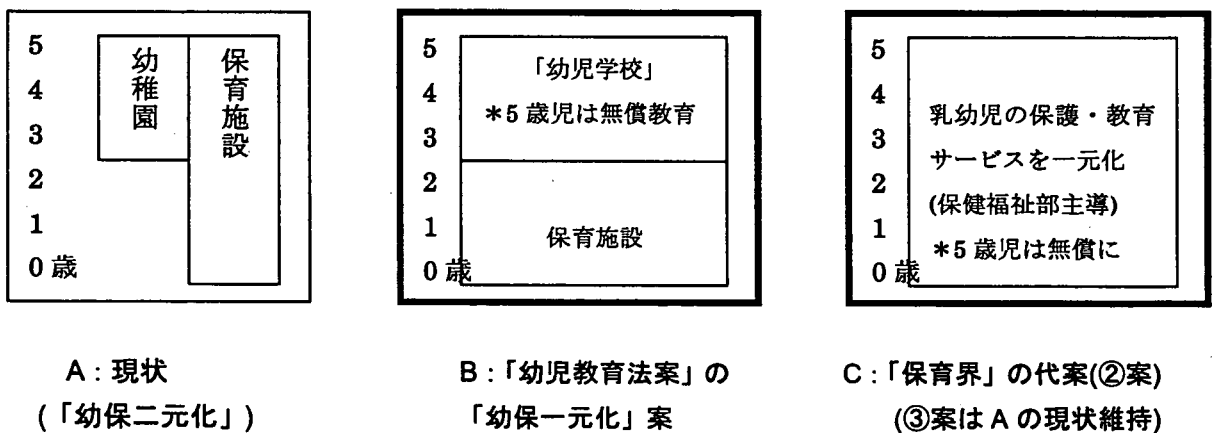 5
4
3
2
1
0歳
幼稚園
保育施設
A:現状
(「幼保二元化」)
5
4
3
2
1
0歳
「幼児学校」
*5歳児は無償教育
保育施設
B:「幼児教育法案」の
「幼保一元化」案
5
4
3
2
1
0歳
乳幼児の保護・教育
サービスを一元化
(保健福祉部主導)
*5歳児は無償に
C:「保育界」の代案(②案)
(③案はAの現状維持)